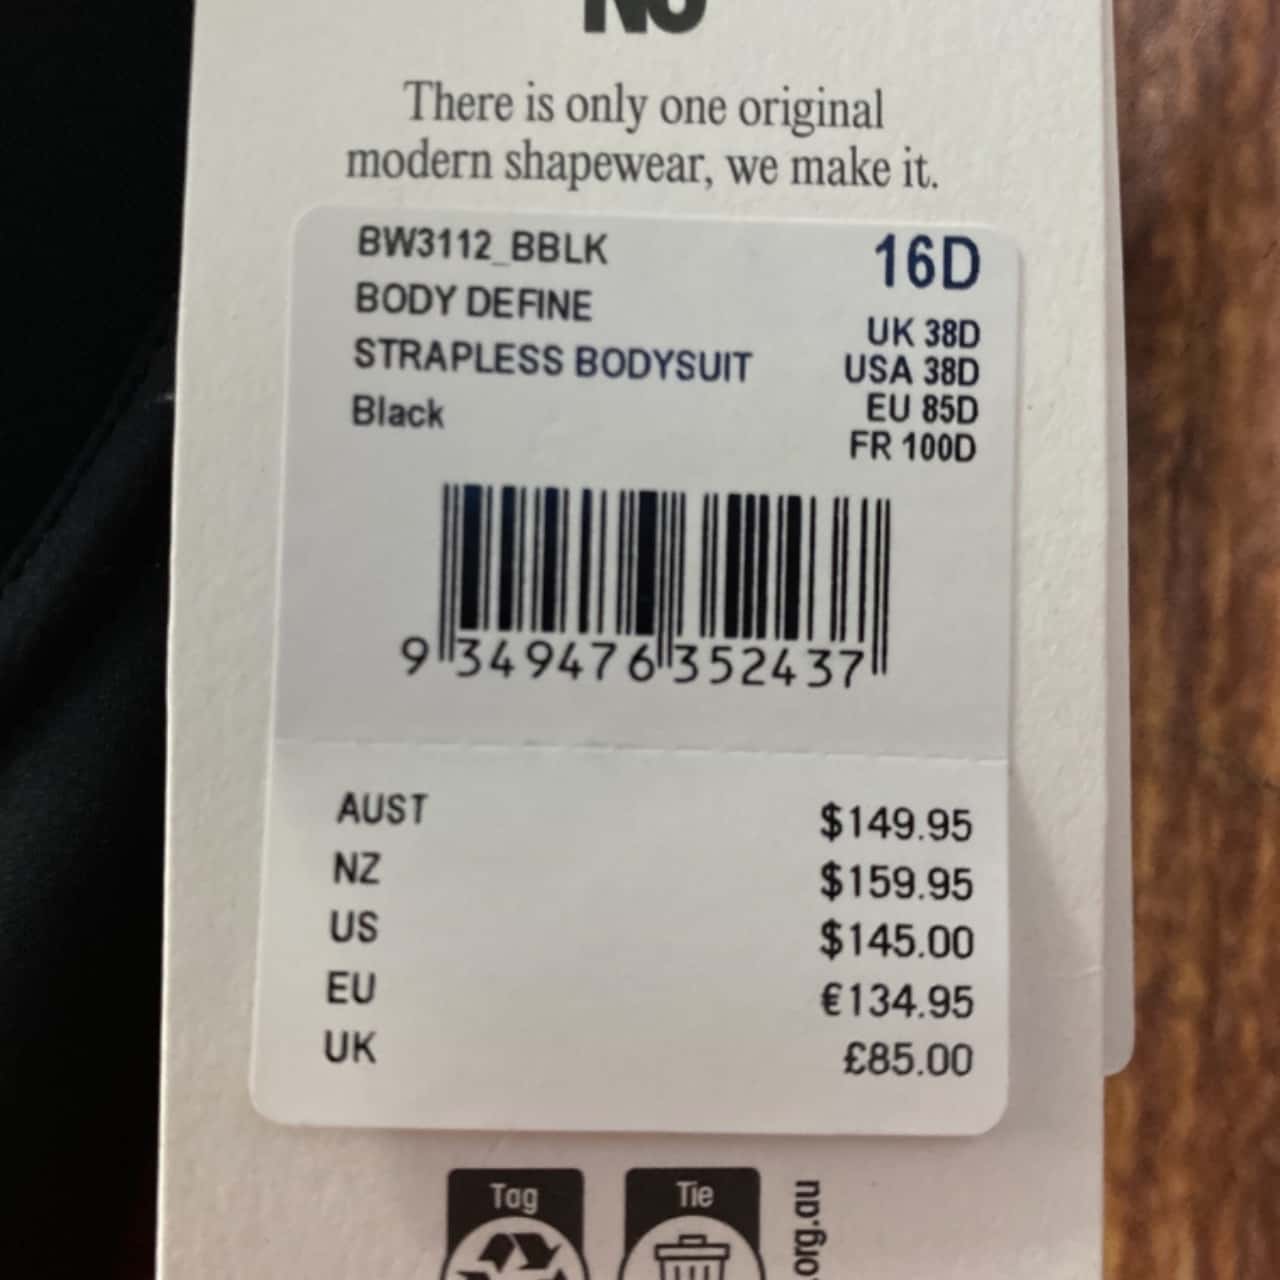 There is only one original
modern shapewear, we make it.
BW3112_BBLK
16D
BODY DEFINE
STRAPLESS BODYSUIT
Black
UK 38D
USA 38D
EU 85D
FR 100D
9 349476 352437
AUST $149.95
NZ $159.95
US $145.00
EU €134.95
UK £85.00
Tag
Tie
.org.au